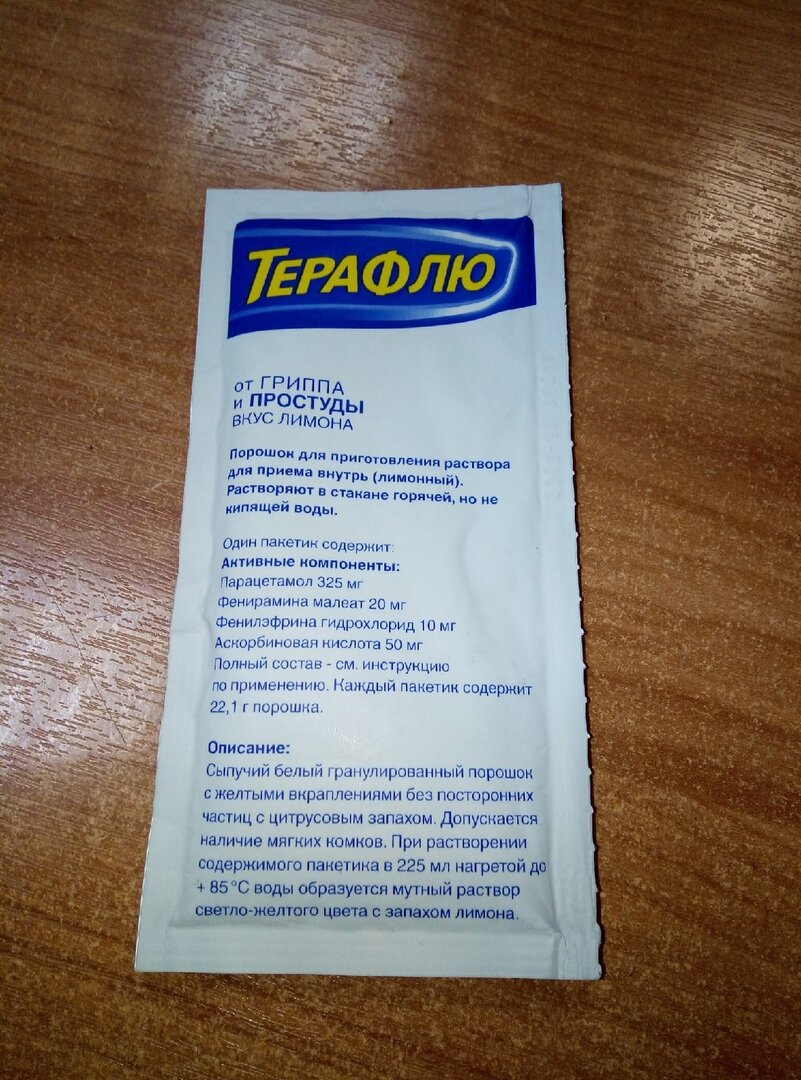 ТЕРАФЛЮ
от ГРИППА
и ПРОСТУДЫ
ВКУС ЛИМОНА
Порошок для приготовления раствора
для приема внутрь (лимонный).
Растворяют в стакане горячей, но не
кипящей воды.
Один пакетик содержит:
Активные компоненты:
Парацетамол 325 мг
Фенирамина малеат 20 мг
Фенилэфрина гидрохлорид 10 мг
Аскорбиновая кислота 50 мг
Полный состав - см. инструкцию
по применению. Каждый пакетик содержит
22,1 г порошка.
Описание:
Сыпучий белый гранулированный порошок
с желтыми вкраплениями без посторонних
частиц с цитрусовым запахом. Допускается
наличие мягких комков. При растворении
содержимого пакетика в 225 мл нагретой до
+ 85 °С воды образуется мутный раствор
светло-желтого цвета с запахом лимона.